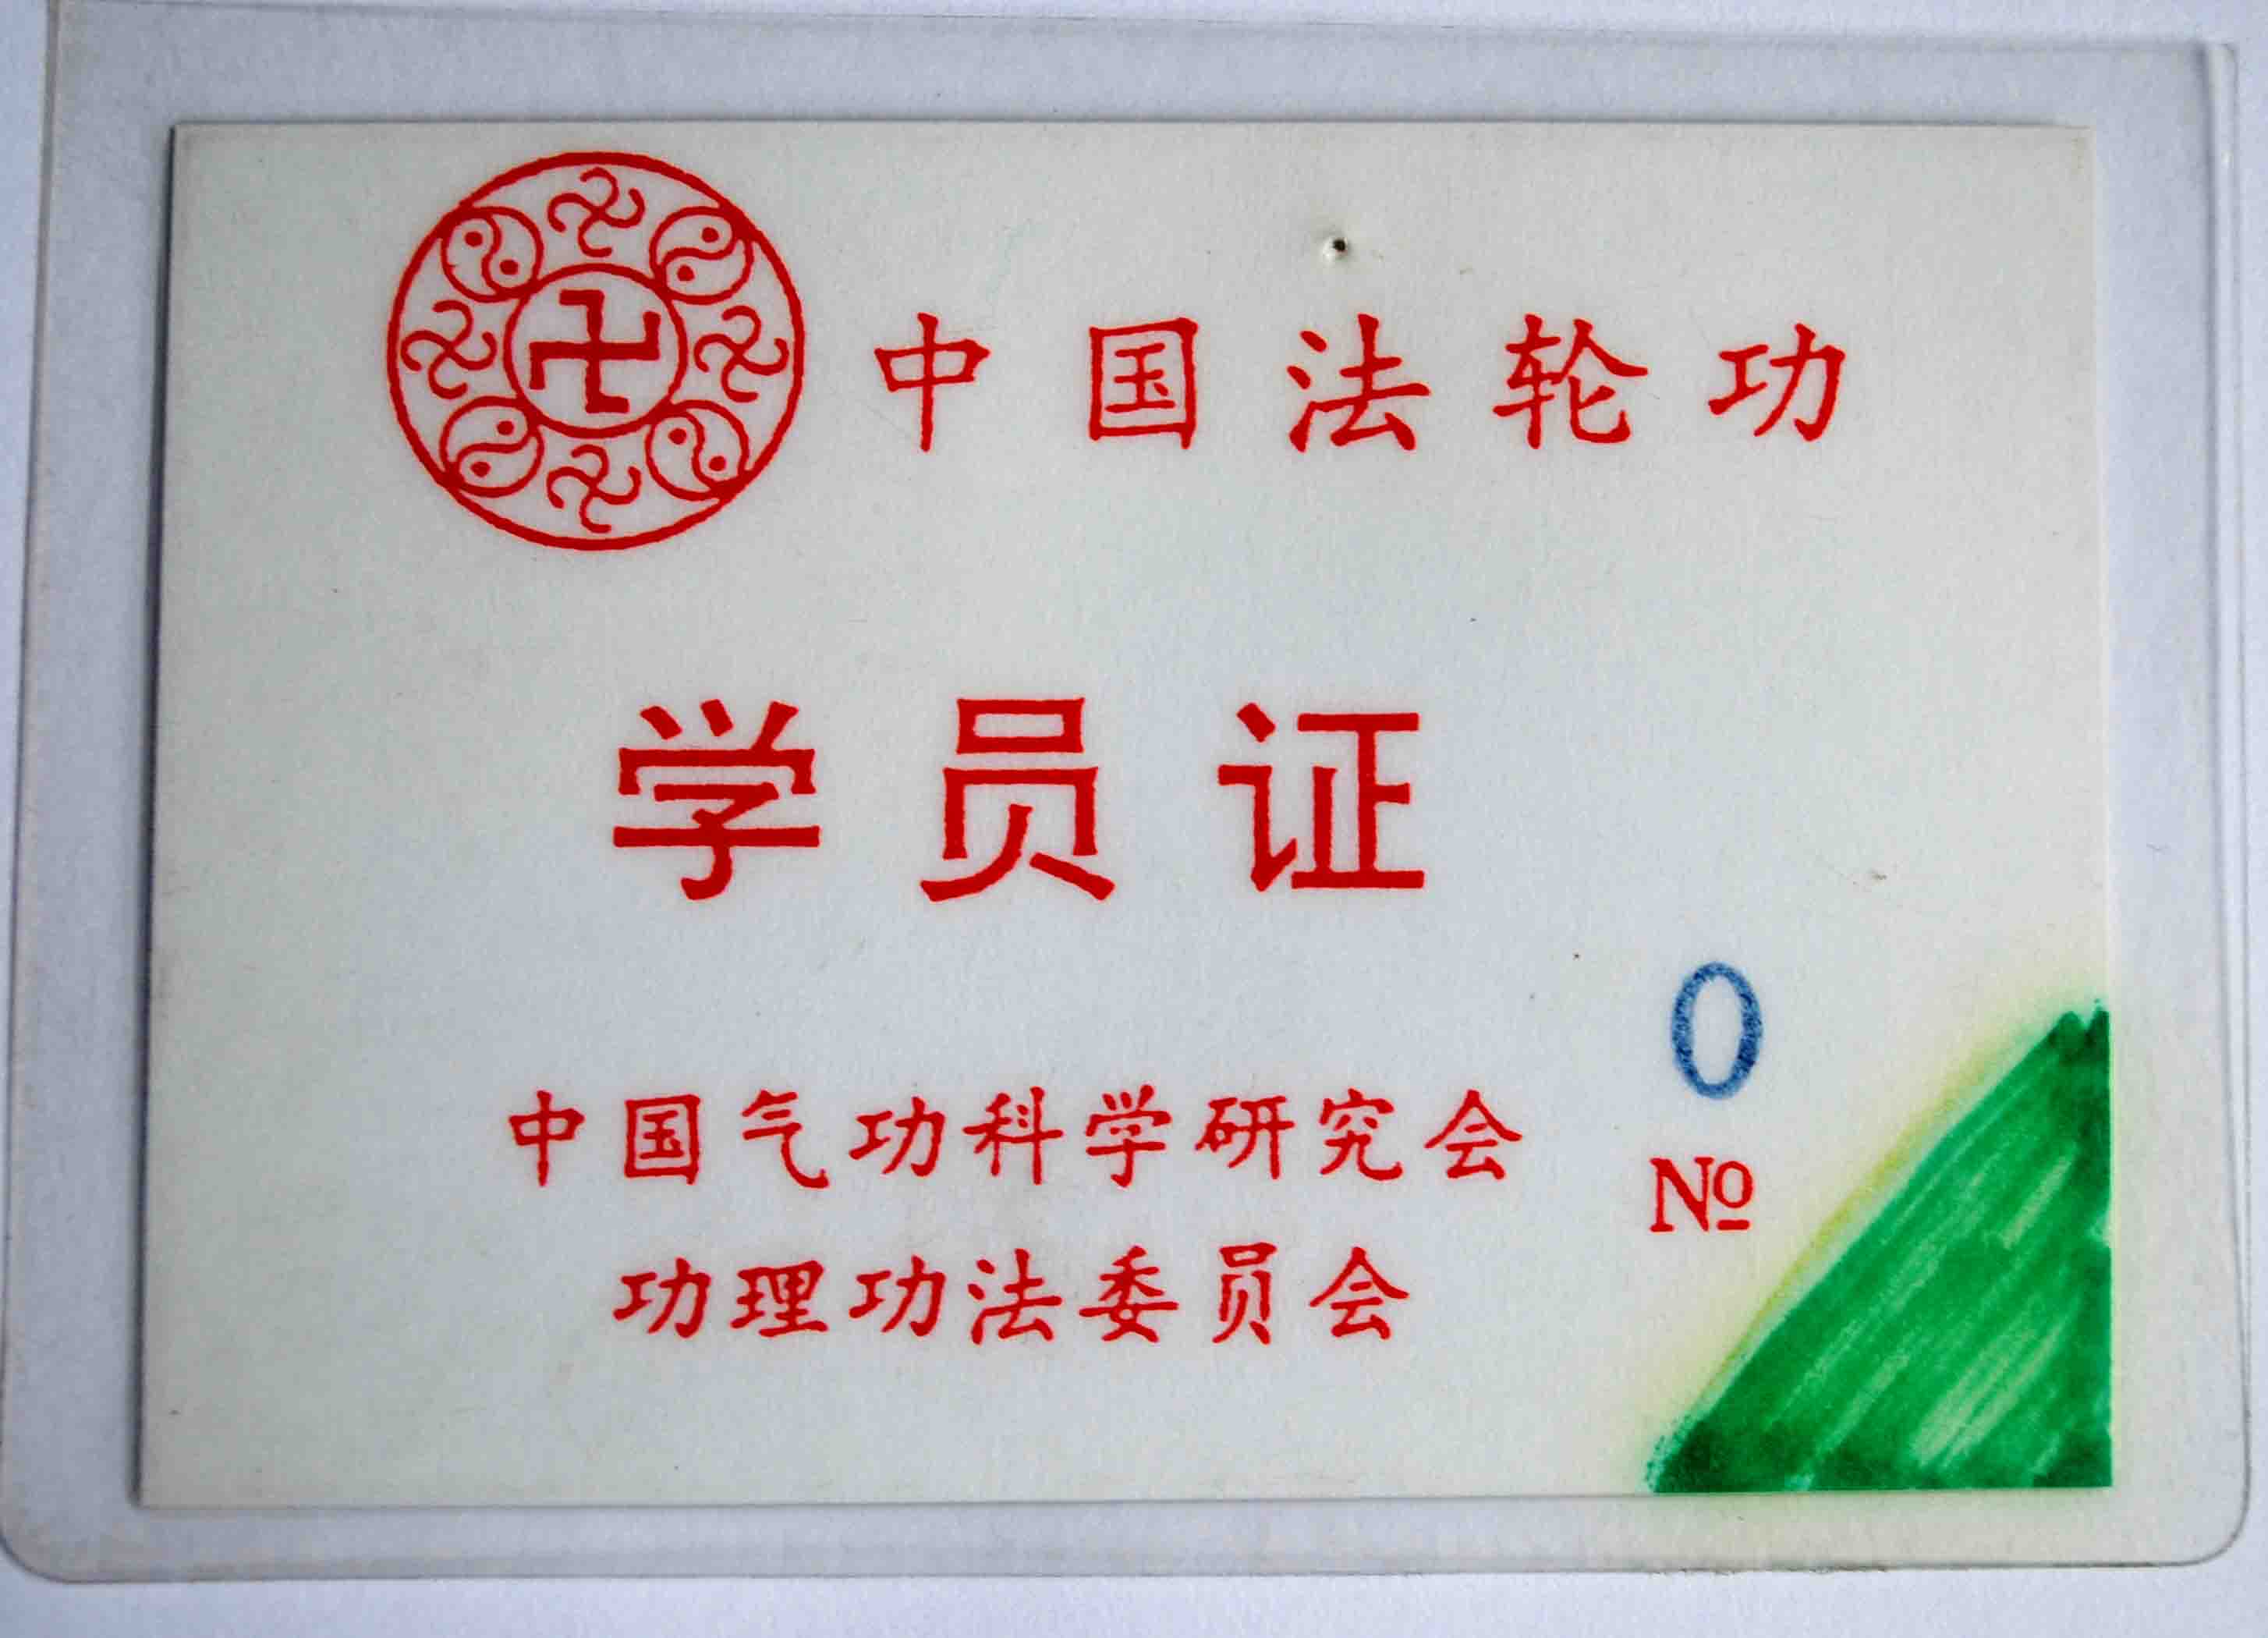 中国法轮功
学员证
0
中国气功科学研究会
№
功理功法委员会